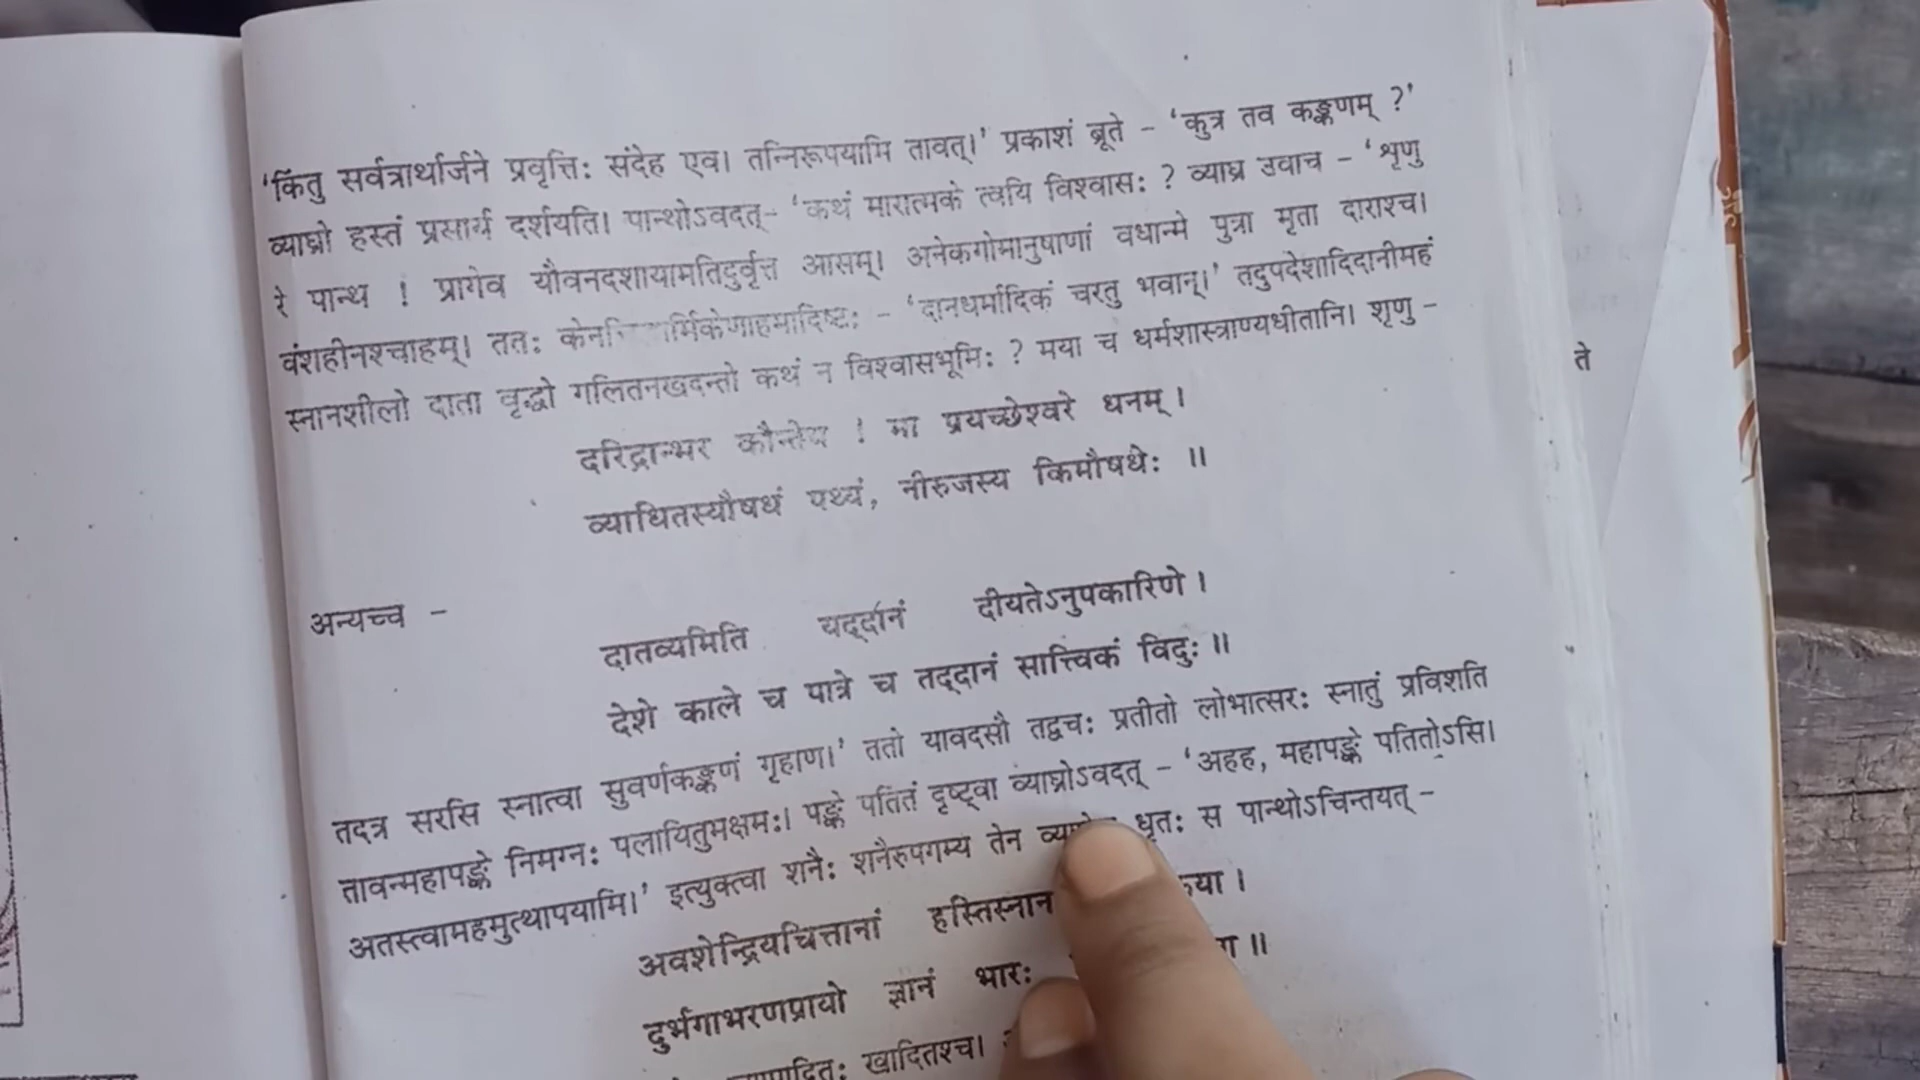 ‘किंतु सर्वत्रार्थार्जने प्रवृत्तिः संदेह एव। तन्निरूपयामि तावत्।’ प्रकाशं ब्रूते – ‘कुत्र तव कङ्कणम् ?’
व्याघ्रो हस्तं प्रसार्य दर्शयति। पान्थोऽवदत्- ‘कथं मारात्मके त्वयि विश्वासः ? व्याघ्र उवाच – ‘शृणु
रे पान्थ ! प्रागेव यौवनदशायामतिदुर्वृत्त आसम्। अनेकगोमानुषाणां वधान्मे पुत्रा मृता दाराश्च।
वंशहीनश्चाहम्। ततः – ‘दानधर्मादिकं चरतु भवान्।’ तदुपदेशादिदानीमहं
स्नानशीलो दाता वृद्धो गलितनखदन्तो कथं न विश्वासभूमिः ? मया च धर्मशास्त्राण्यधीतानि। शृणु –
दरिद्रान्भर कौन्तेय ! मा प्रयच्छेश्वरे धनम् ।
व्याधितस्यौषधं पथ्यं, नीरुजस्य किमौषधेः ॥
अन्यच्च –
दातव्यमिति यद्दानं दीयतेऽनुपकारिणे ।
देशे काले च पात्रे च तद्दानं सात्त्विकं विदुः ॥
तदत्र सरसि स्नात्वा सुवर्णकङ्कणं गृहाण।’ ततो यावदसौ तद्वचः प्रतीतो लोभात्सरः स्नातुं प्रविशति
तावन्महापङ्के निमग्नः पलायितुमक्षमः। पङ्के पतितं दृष्ट्वा व्याघ्रोऽवदत् – ‘अहह, महापङ्के पतितोऽसि।
अतस्त्वामहमुत्थापयामि।’ इत्युक्त्वा शनैः शनैरुपगम्य तेन धृतः स पान्थोऽचिन्तयत् –
अवशेन्द्रियचित्तानां हस्तिस्नान
दुर्भगाभरणप्रायो ज्ञानं भारः
खादितश्च।
ते